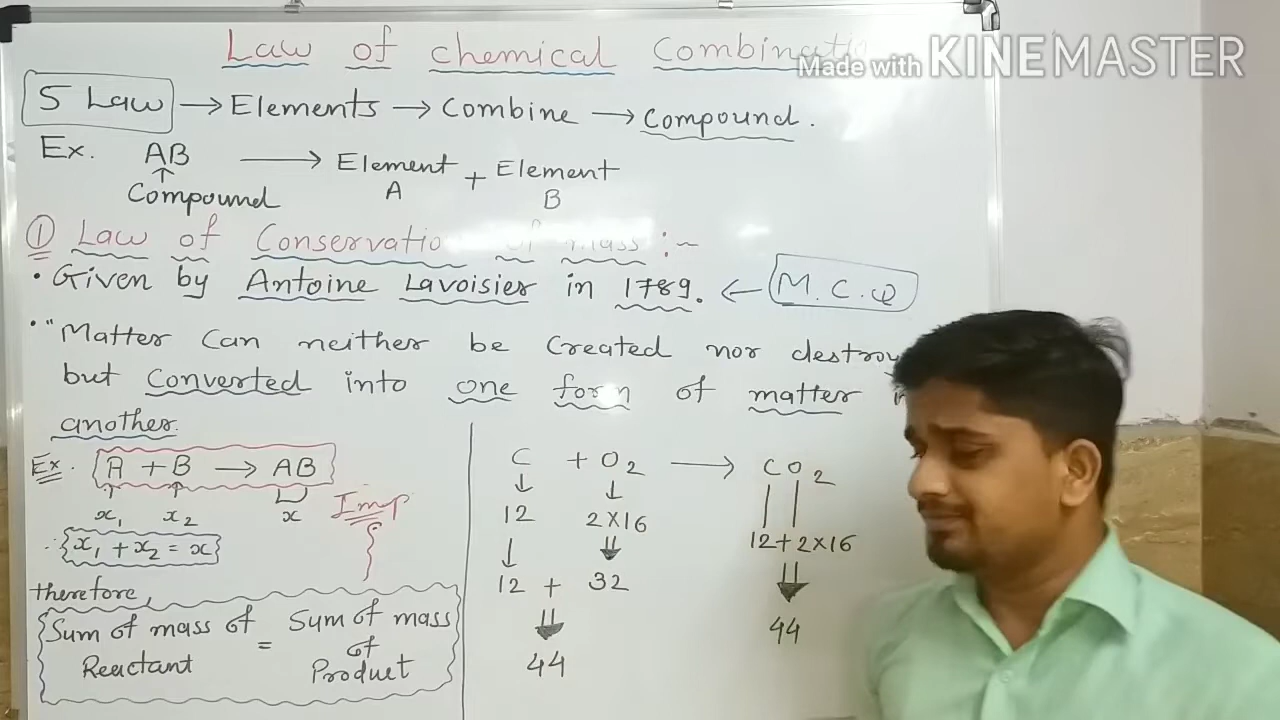 Law of chemical Combinati
Made with KINEMASTER
5 Law → Elements → Combine → Compound.
Ex. AB → Element A + Element B
↑
Compound
① Law of Conservatio of mass :~
• Given by Antoine Lavoisier in 1789. ← M. C. Q
• "Matter Can neither be Created nor destroy
but Converted into one form of matter
another.
Ex. A + B → AB
x₁ x₂ x
Imp
∴ x₁ + x₂ = x
therefore,
Sum of mass of Reactant = Sum of mass of Product
C + O₂ → CO₂
12 2×16 12+2×16
12 + 32
44 44